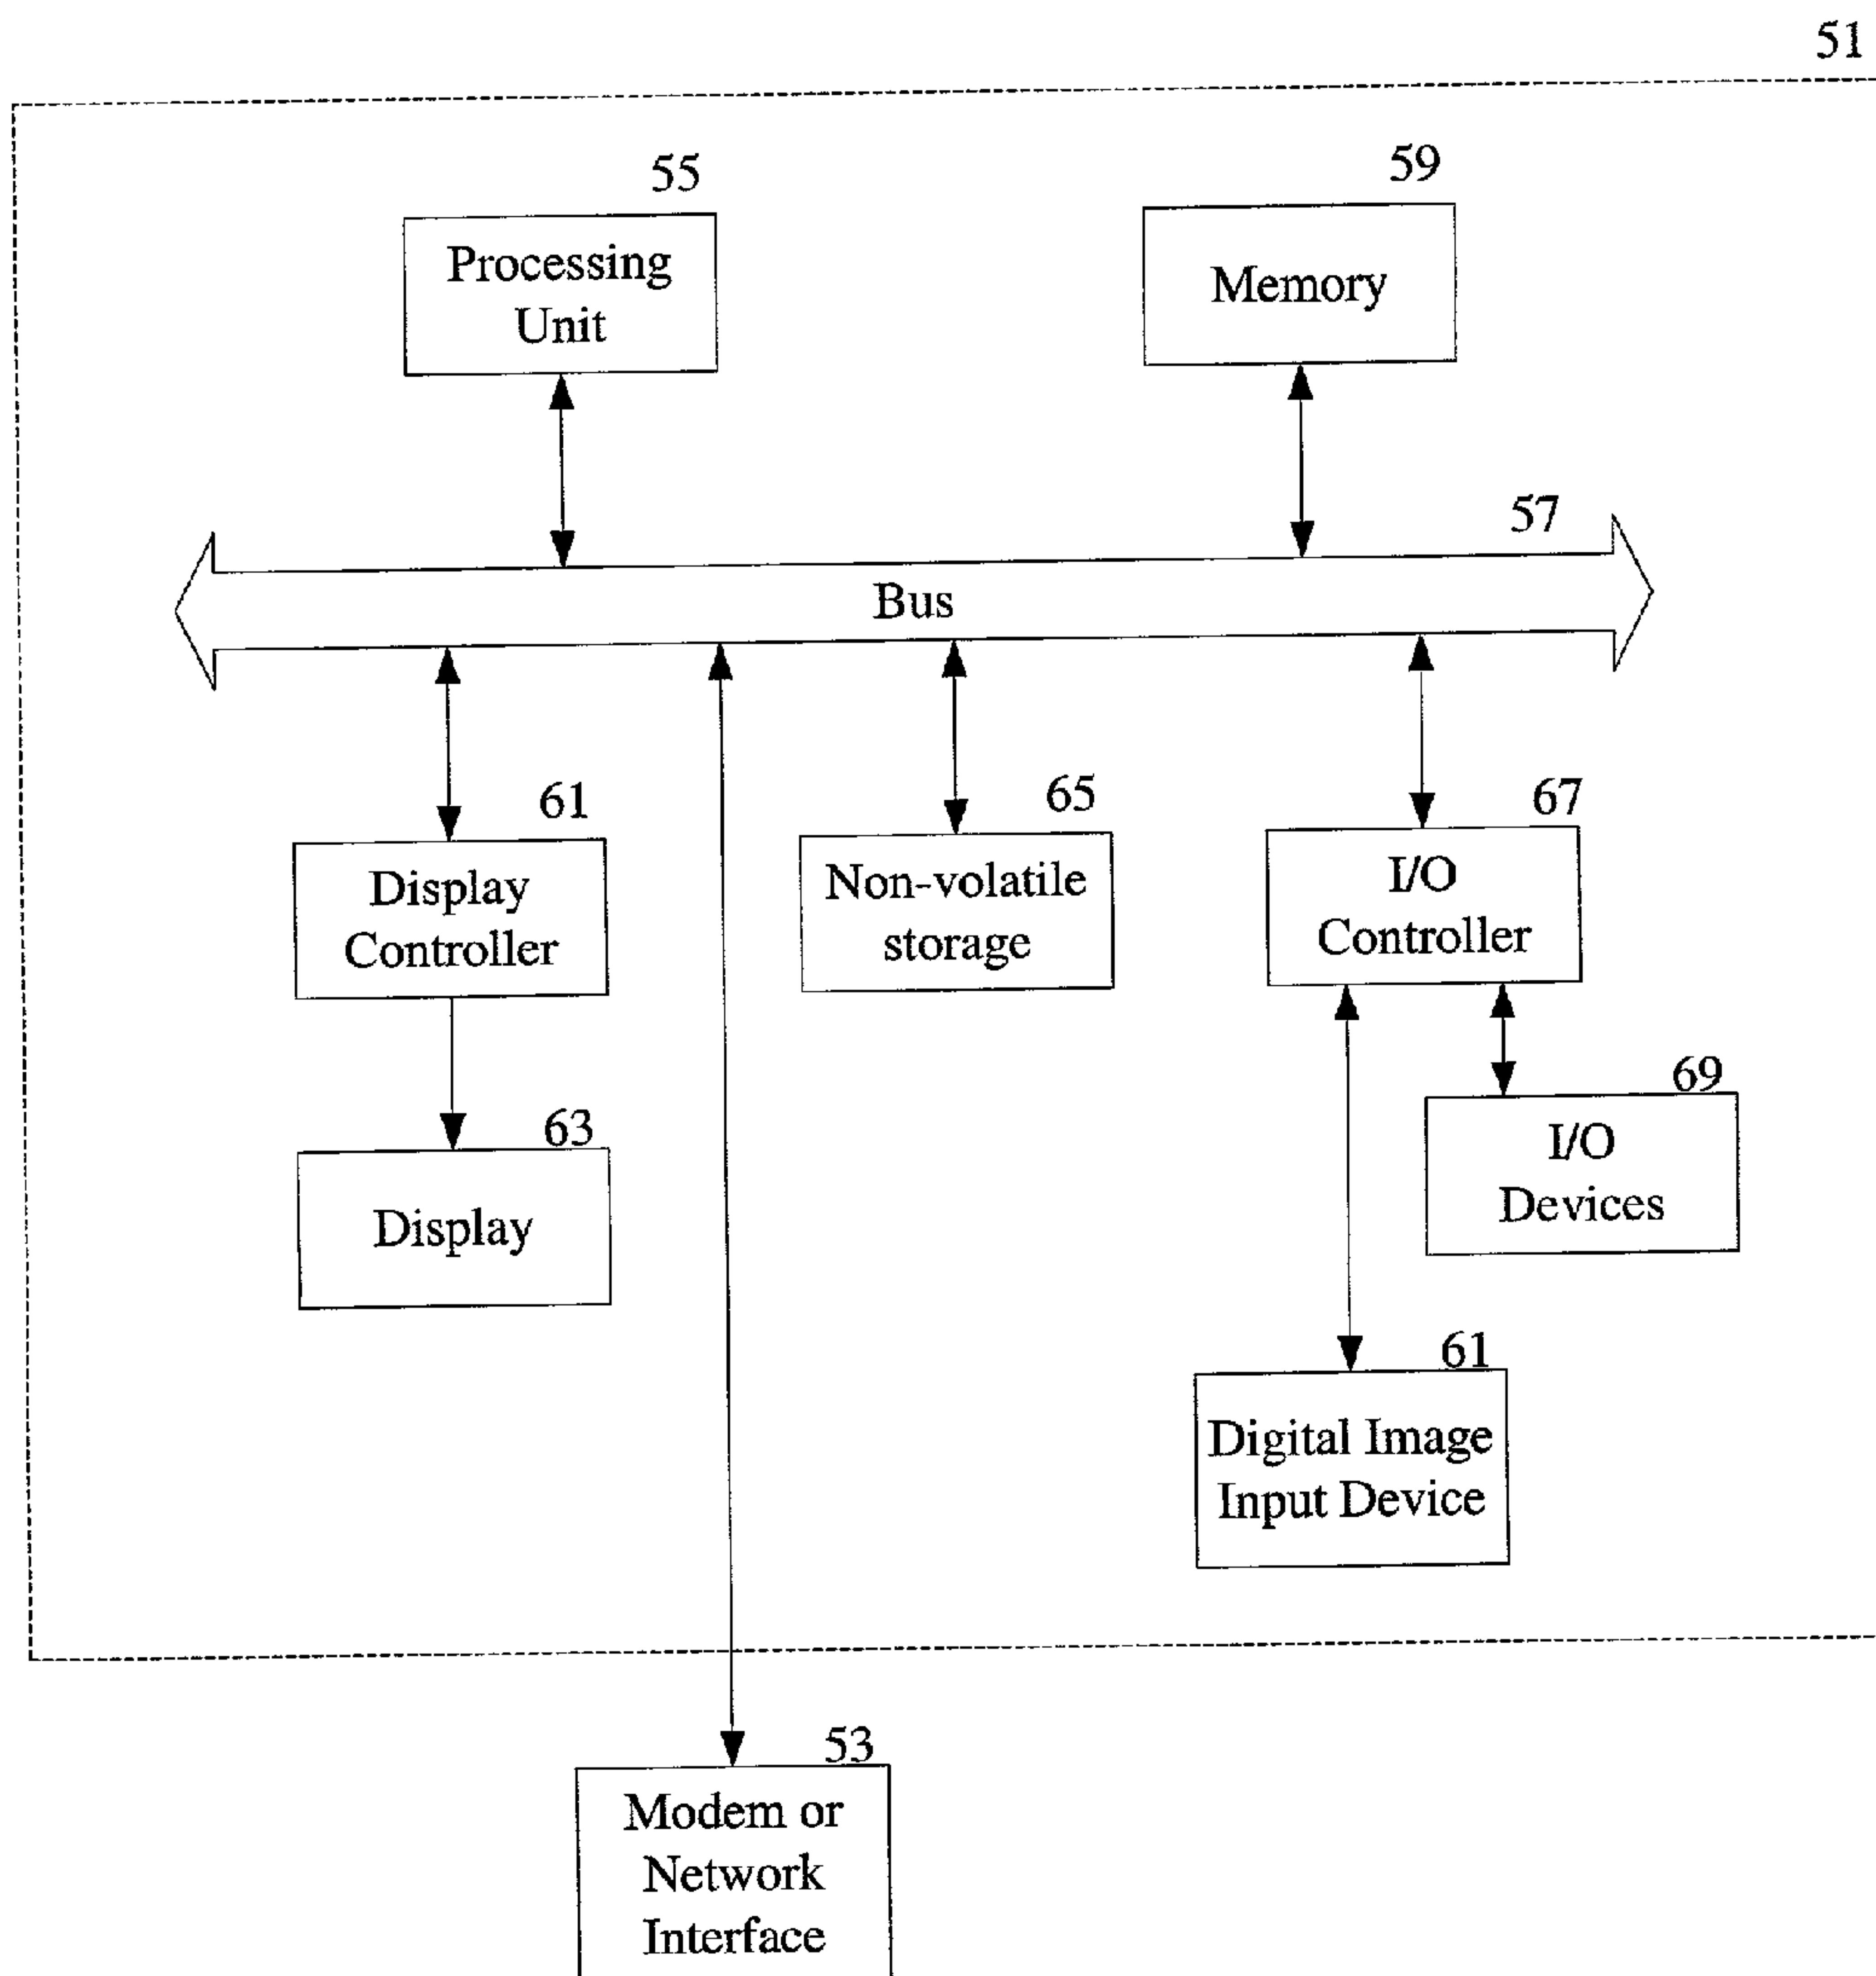 51
55
Processing
Unit
59
Memory
57
Bus
61
Display
Controller
65
Non-volatile
storage
67
I/O
Controller
63
Display
69
I/O
Devices
61
Digital Image
Input Device
53
Modem or
Network
Interface